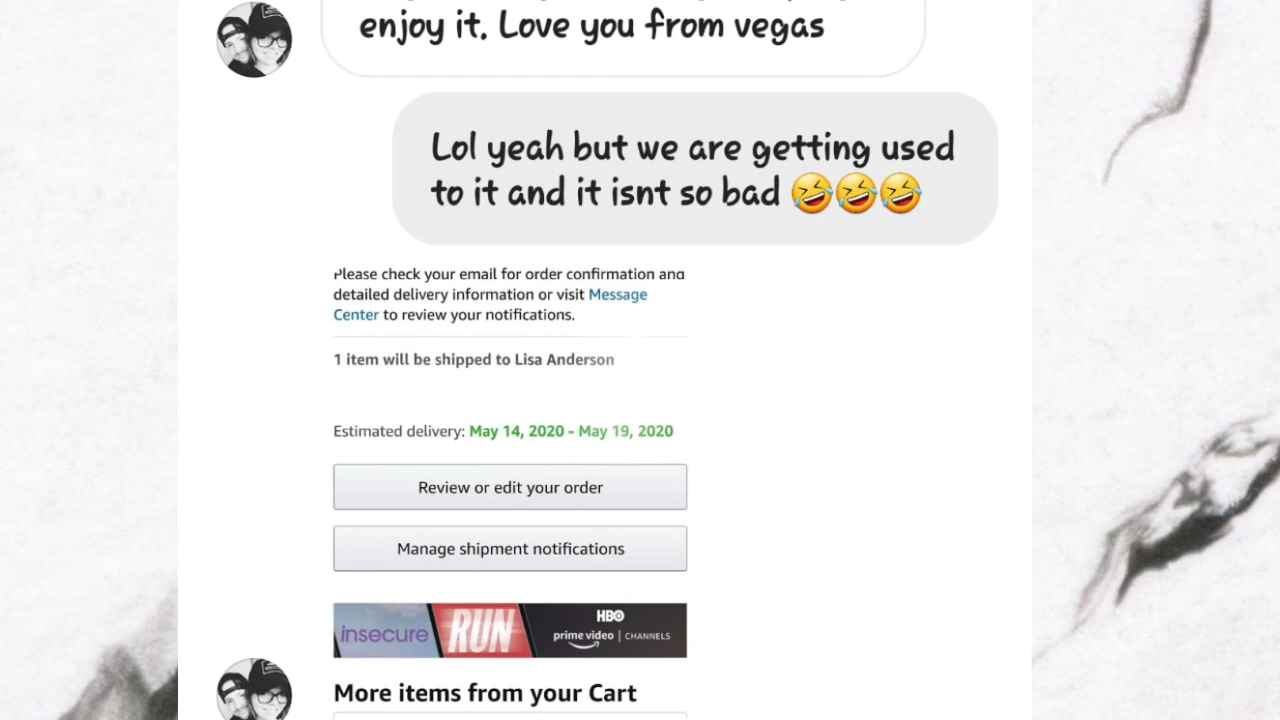 enjoy it. Love you from vegas
Lol yeah but we are getting used
to it and it isnt so bad 🤣🤣🤣
Please check your email for order confirmation and
detailed delivery information or visit Message
Center to review your notifications.
1 item will be shipped to Lisa Anderson
Estimated delivery: May 14, 2020 - May 19, 2020
Review or edit your order
Manage shipment notifications
insecure RUN HBO
prime video | CHANNELS
More items from your Cart